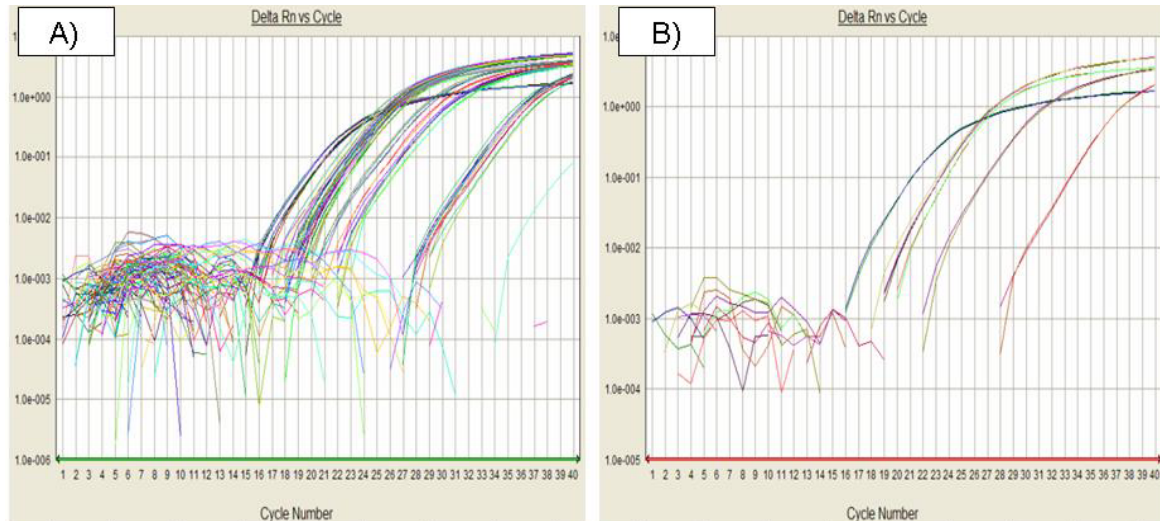 A)
Delta Rn vs Cycle
1.0e+000
1.0e-001
1.0e-002
1.0e-003
1.0e-004
1.0e-005
1.0e-006
1 2 3 4 5 6 7 8 9 10 11 12 13 14 15 16 17 18 19 20 21 22 23 24 25 26 27 28 29 30 31 32 33 34 35 36 37 38 39 40
Cycle Number
B)
Delta Rn vs Cycle
1.0e+000
1.0e-001
1.0e-002
1.0e-003
1.0e-004
1.0e-005
1 2 3 4 5 6 7 8 9 10 11 12 13 14 15 16 17 18 19 20 21 22 23 24 25 26 27 28 29 30 31 32 33 34 35 36 37 38 39 40
Cycle Number